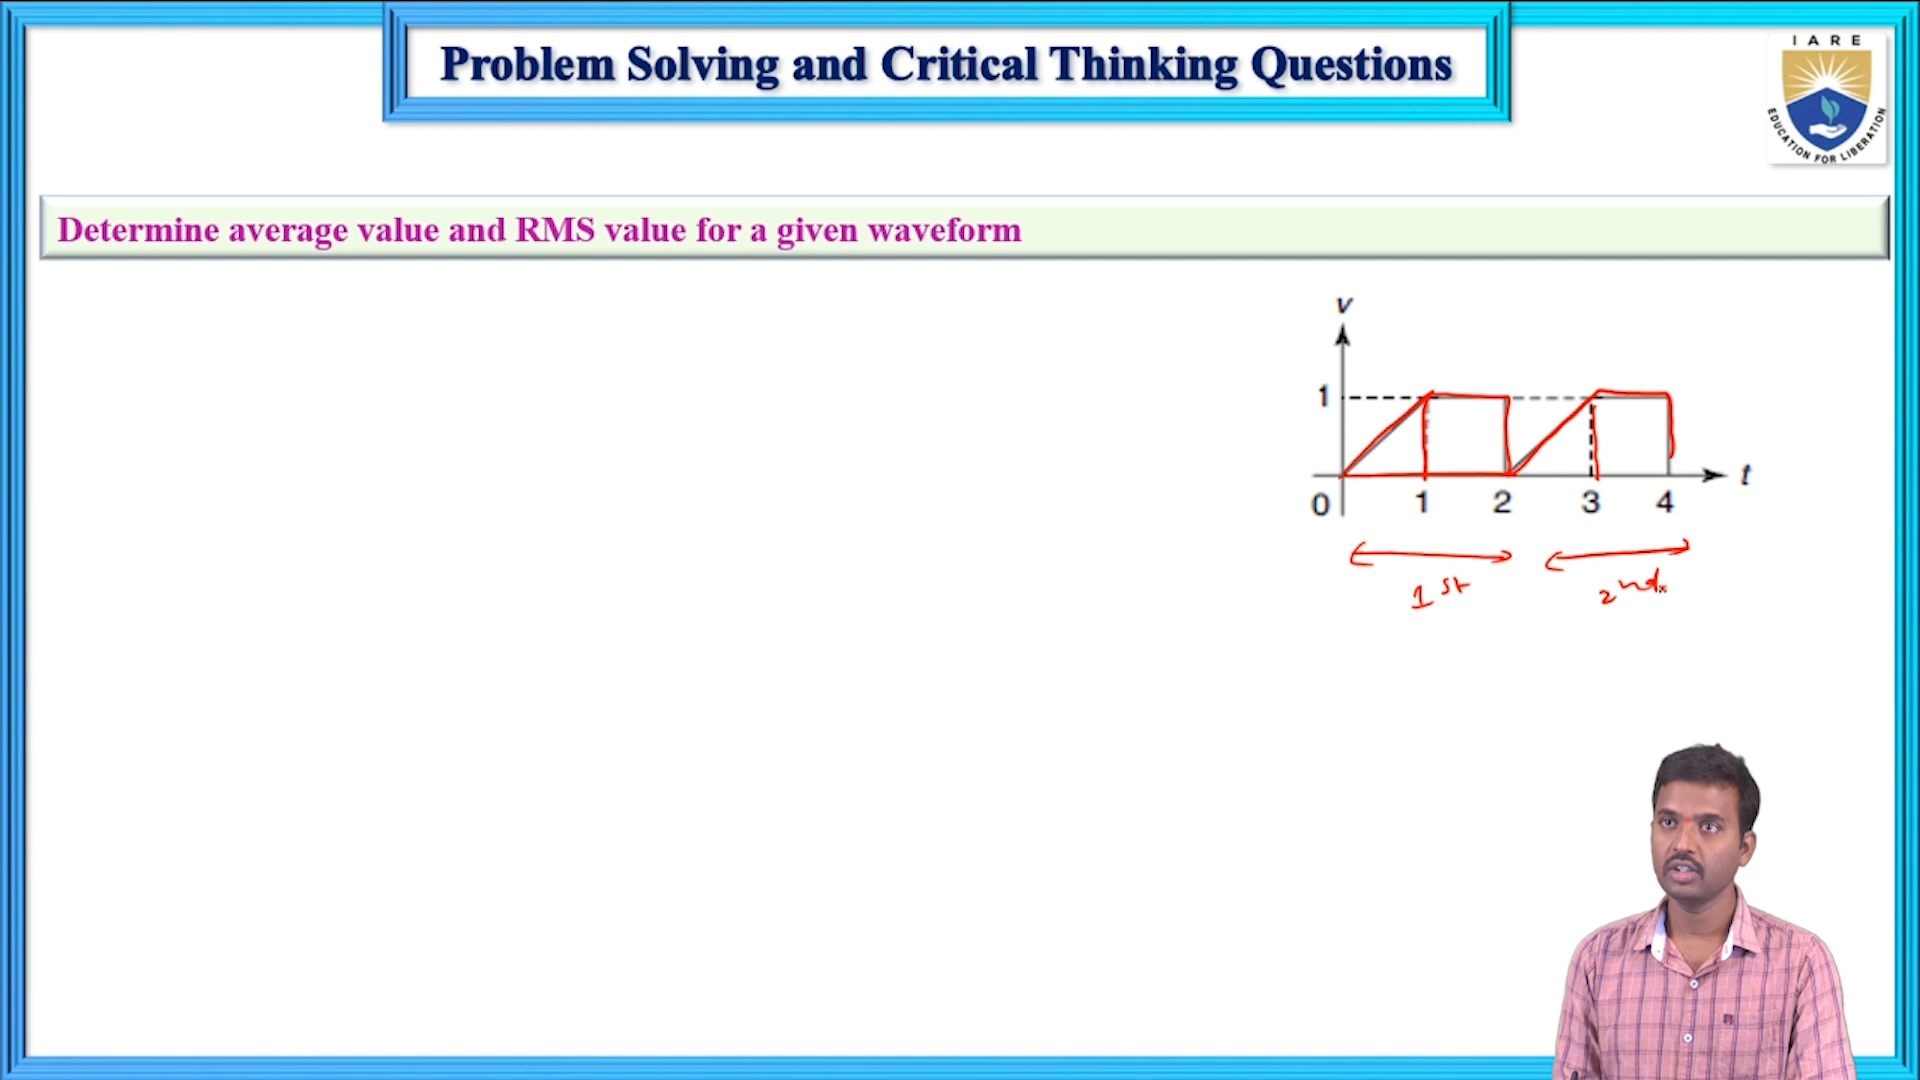 Problem Solving and Critical Thinking Questions
IARE
EDUCATION FOR LIBERATION
Determine average value and RMS value for a given waveform
v
1
t
0 1 2 3 4
1st 2nd